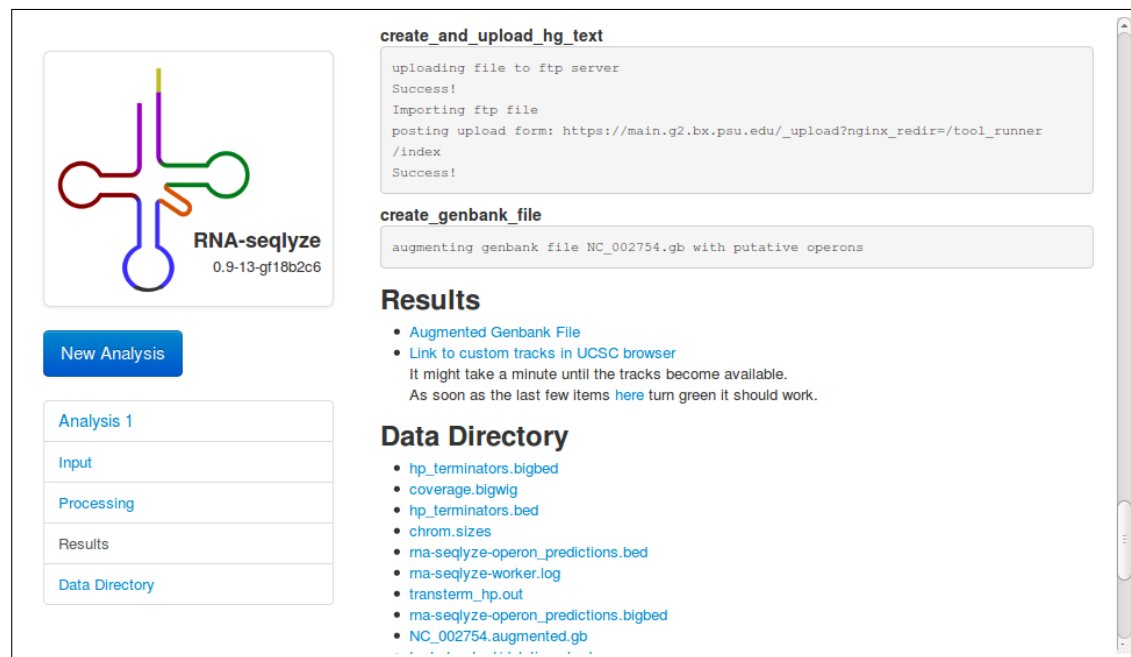 RNA-seqlyze
0.9-13-gf18b2c6
New Analysis
Analysis 1
Input
Processing
Results
Data Directory
create_and_upload_hg_text
uploading file to ftp server
Success!
Importing ftp file
posting upload form: https://main.g2.bx.psu.edu/_upload?nginx_redir=/tool_runner
/index
Success!
create_genbank_file
augmenting genbank file NC_002754.gb with putative operons
Results
Augmented Genbank File
Link to custom tracks in UCSC browser
It might take a minute until the tracks become available.
As soon as the last few items here turn green it should work.
Data Directory
hp_terminators.bigbed
coverage.bigwig
hp_terminators.bed
chrom.sizes
rna-seqlyze-operon_predictions.bed
rna-seqlyze-worker.log
transterm_hp.out
rna-seqlyze-operon_predictions.bigbed
NC_002754.augmented.gb